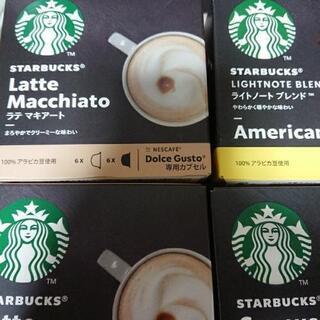 STARBUCKS®
Latte
Macchiato
ラテ マキアート
まろやかでクリーミーな味わい
100% アラビカ豆使用
6X 6X
NESCAFÉ®
Dolce Gusto®
専用カプセル
STARBUCKS®
LIGHTNOTE BLEN
ライトノート ブレンド™
やわらかく穏やかな味わい
American
100% アラビカ豆使用
STARBUCKS®
STARBUCKS®